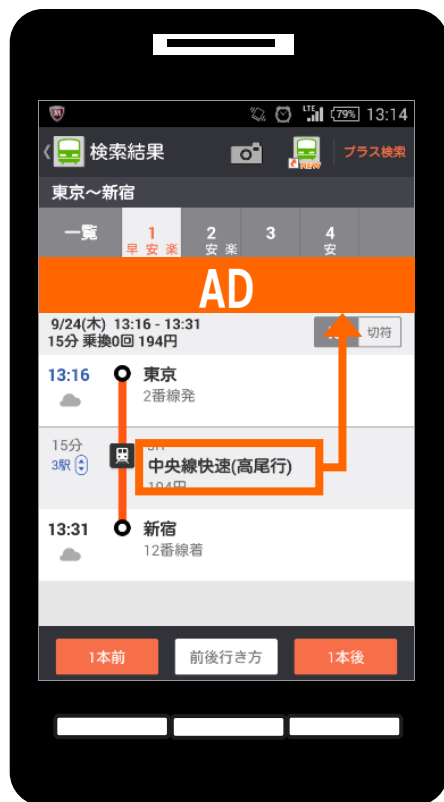 LTE 79% 13:14
検索結果 NEW プラス検索
東京～新宿
一覧 1 2 3 4
早 安 楽 安 楽 安
AD
9/24(木) 13:16 - 13:31
15分 乗換0回 194円
切符
13:16 東京
2番線発
15分
3駅
中央線快速(高尾行)
194円
13:31 新宿
12番線着
1本前 前後行き方 1本後